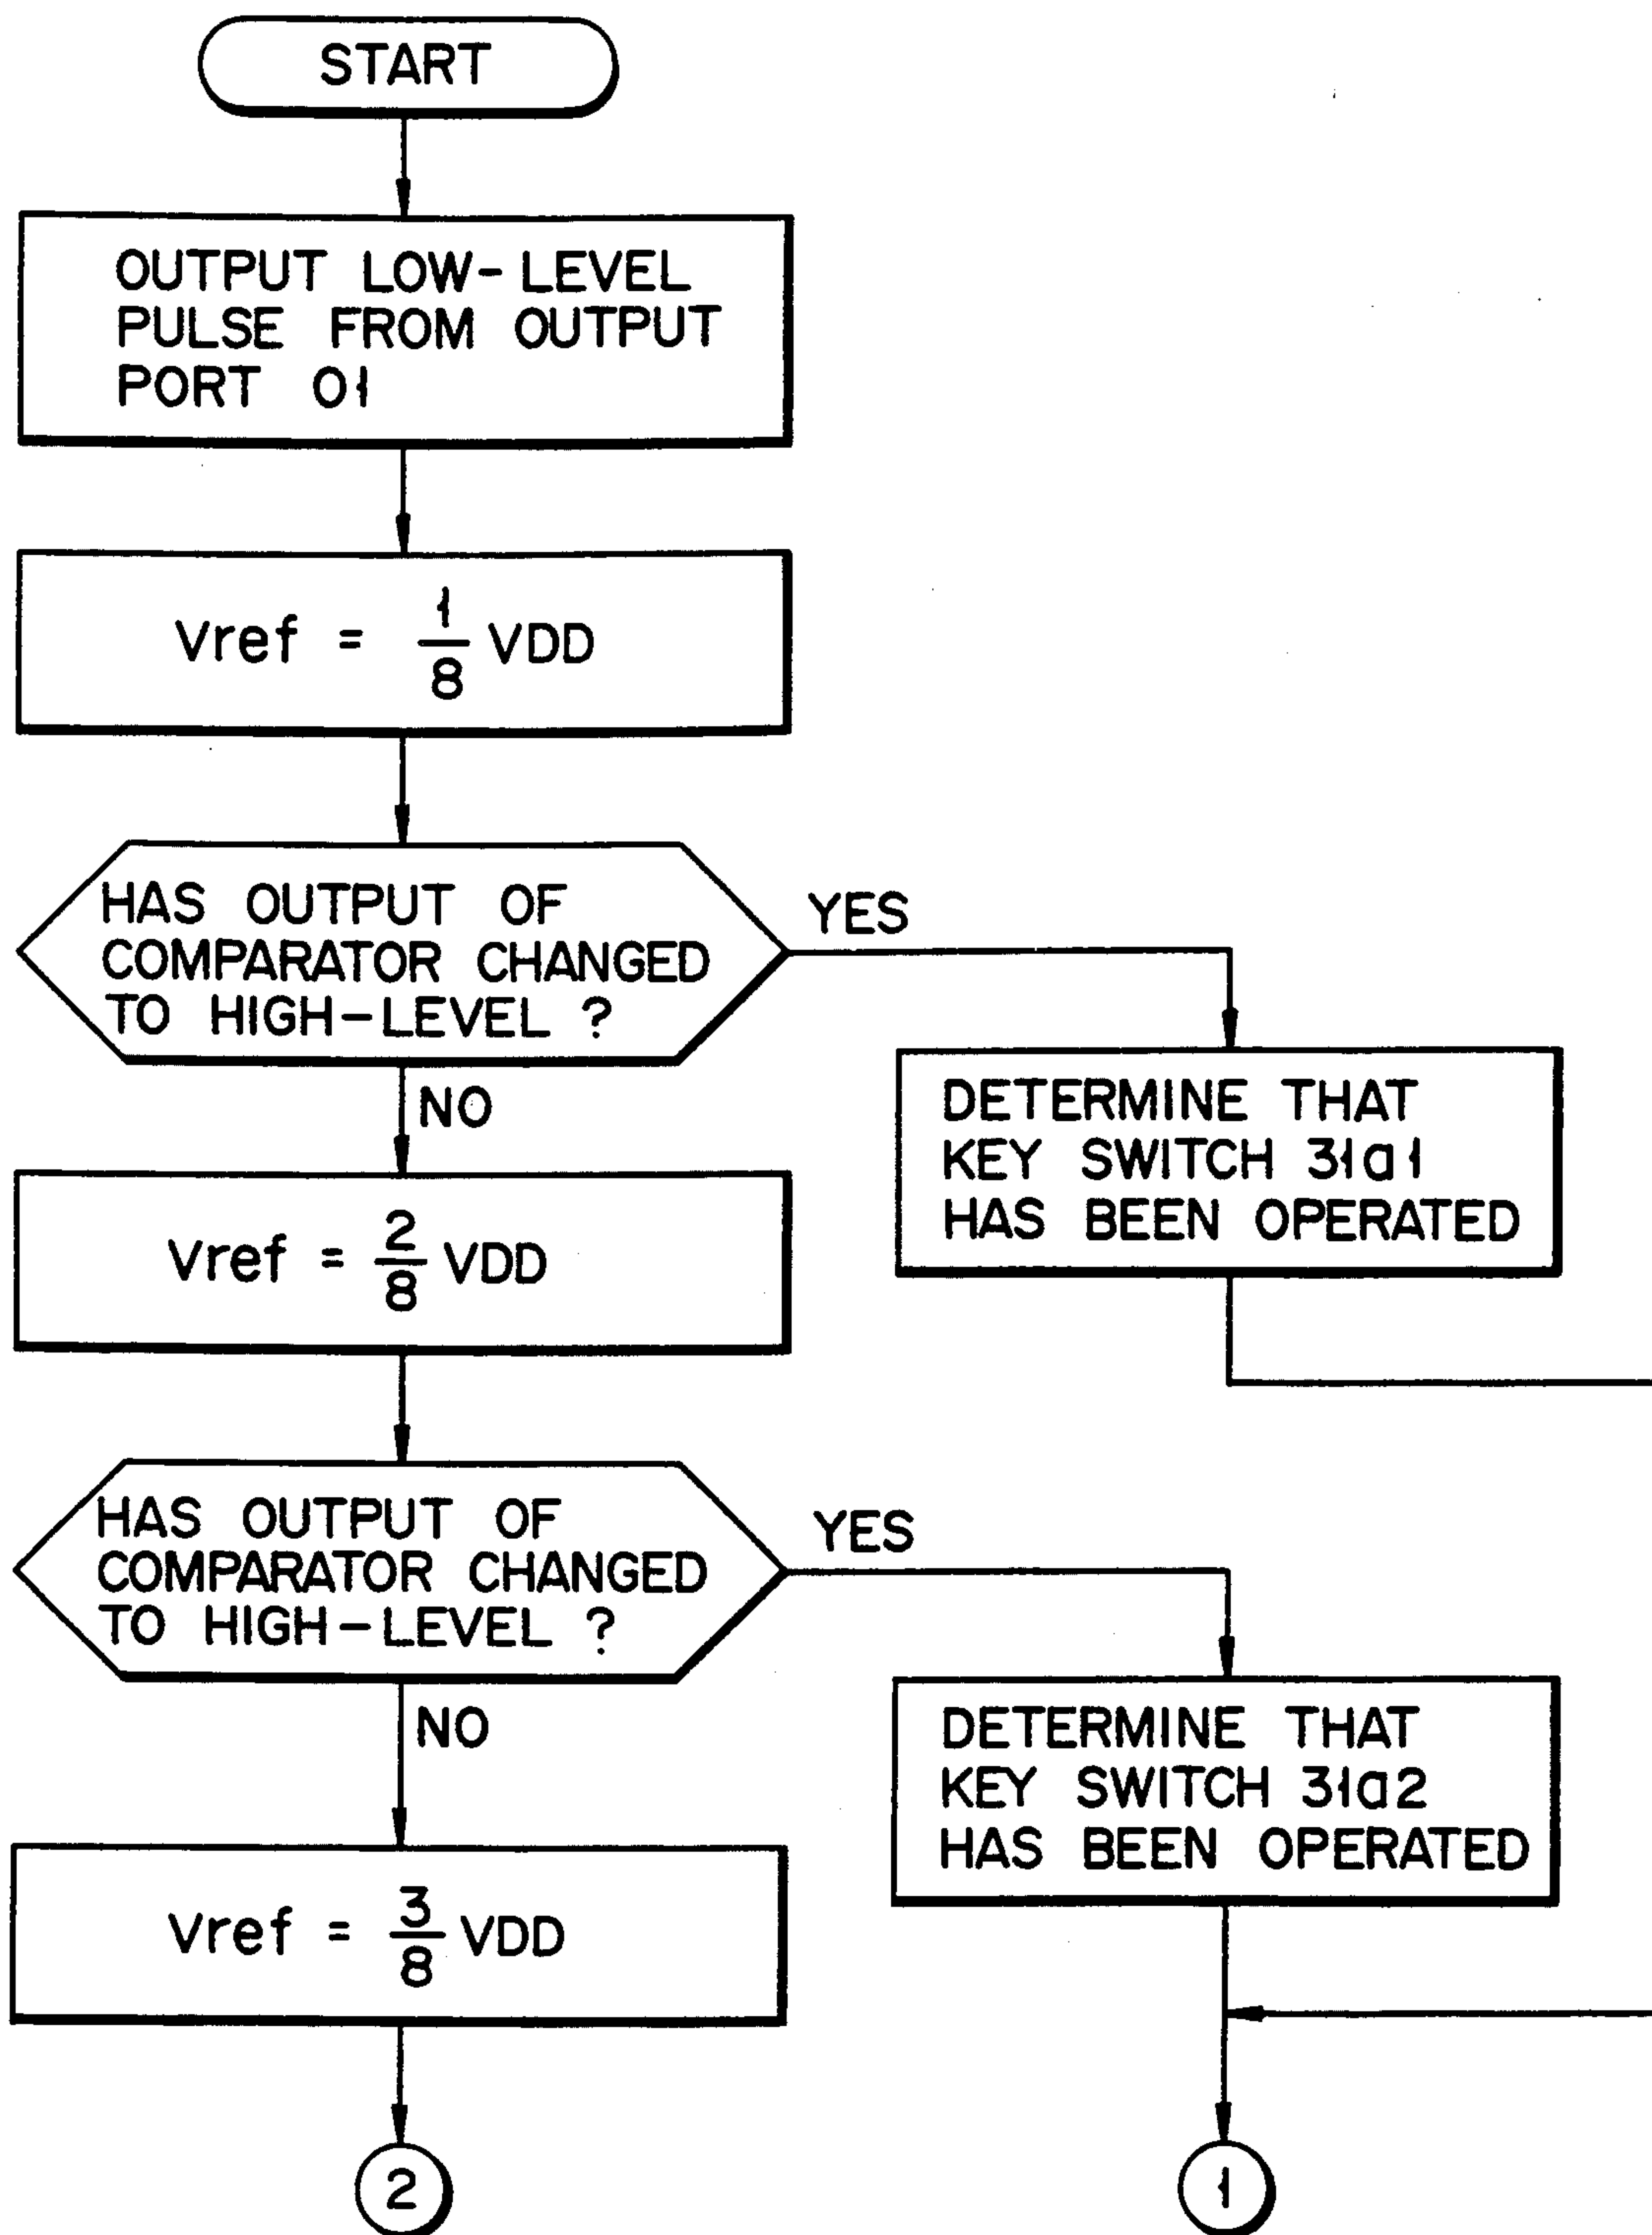 START
OUTPUT LOW-LEVEL
PULSE FROM OUTPUT
PORT O1
Vref = 1/8 VDD
HAS OUTPUT OF
COMPARATOR CHANGED
TO HIGH-LEVEL ?
YES
NO
DETERMINE THAT
KEY SWITCH 31a1
HAS BEEN OPERATED
Vref = 2/8 VDD
HAS OUTPUT OF
COMPARATOR CHANGED
TO HIGH-LEVEL ?
YES
NO
DETERMINE THAT
KEY SWITCH 31a2
HAS BEEN OPERATED
Vref = 3/8 VDD
2
1